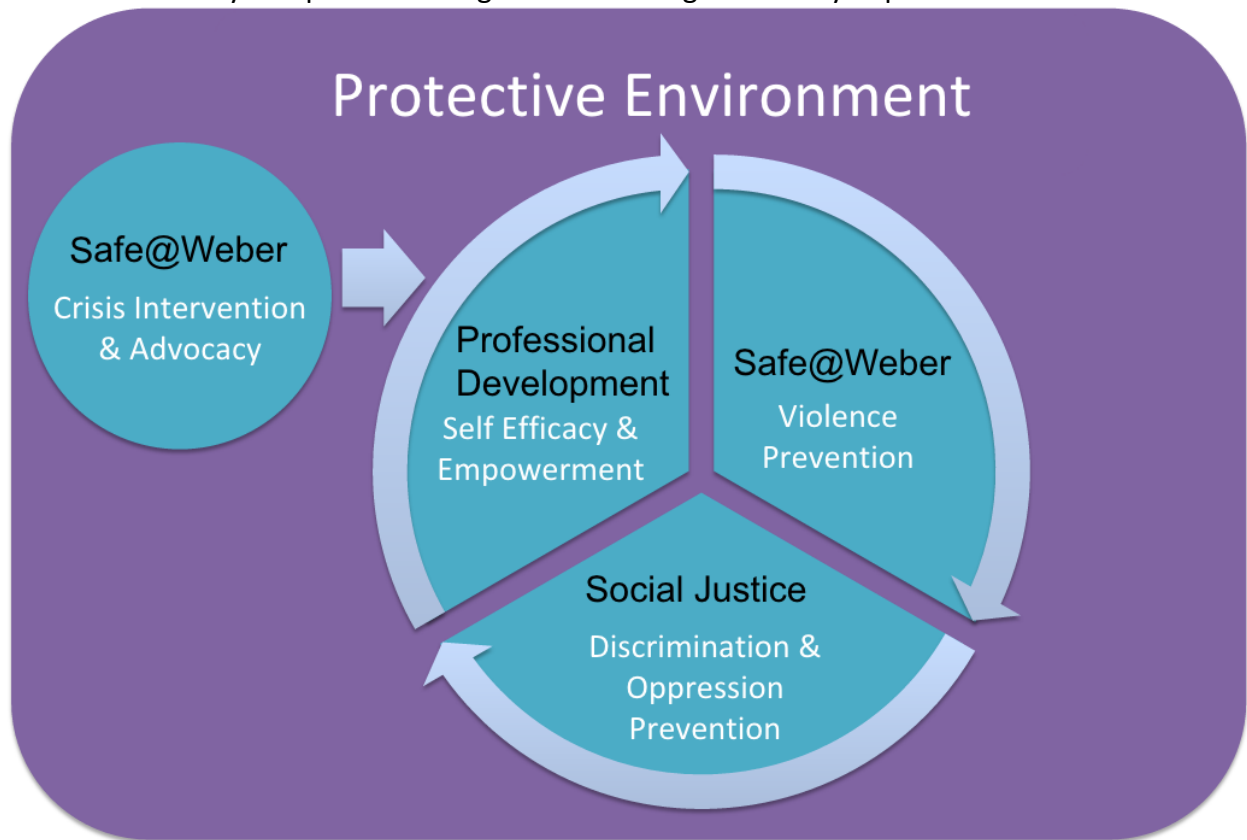 Protective Environment
Safe@Weber
Crisis Intervention
& Advocacy
Professional
Development
Self Efficacy &
Empowerment
Safe@Weber
Violence
Prevention
Social Justice
Discrimination &
Oppression
Prevention